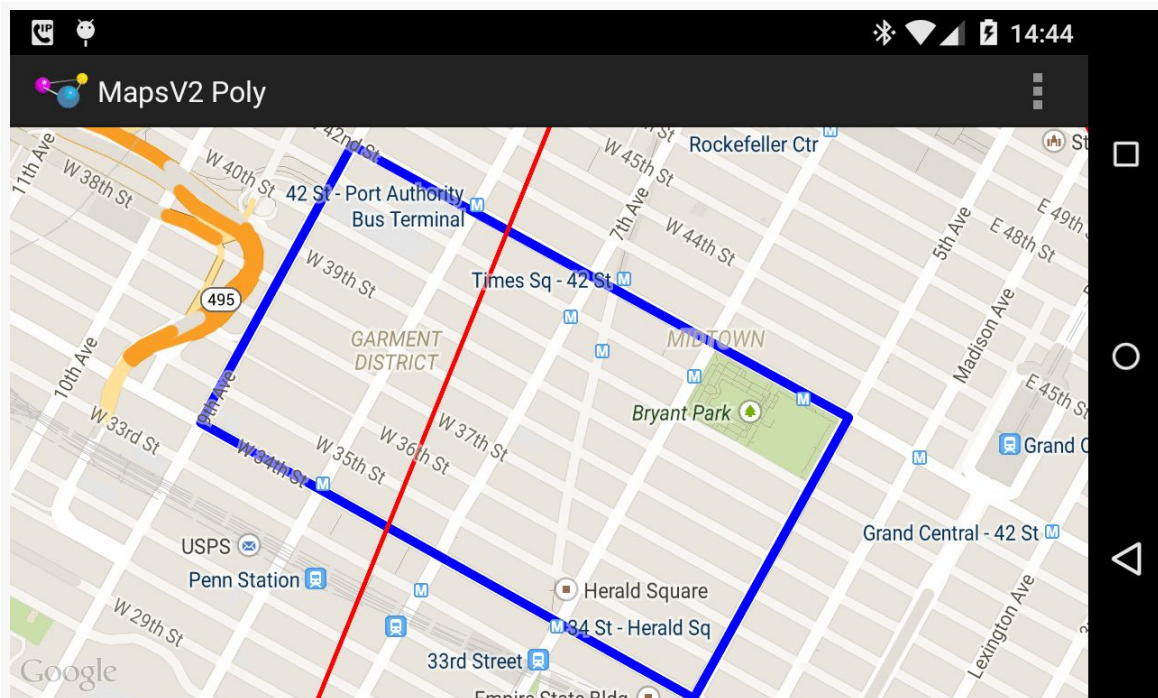 14:44
MapsV2 Poly
W 42nd St
11th Ave
W 40th St
W 38th St
W 45th St
Rockefeller Ctr
St
42 St - Port Authority
Bus Terminal
7th Ave
W 44th St
5th Ave
E 49th St
E 48th St
W 39th St
Times Sq - 42 St
495
GARMENT
DISTRICT
MIDTOWN
Madison Ave
10th Ave
9th Ave
Bryant Park
E 45th St
W 33rd St
W 34th St
W 35th St
W 36th St
W 37th St
Grand C
Grand Central - 42 St
USPS
Penn Station
Herald Square
W 29th St
34 St - Herald Sq
33rd Street
Lexington Ave
Google
Empire State Bldg